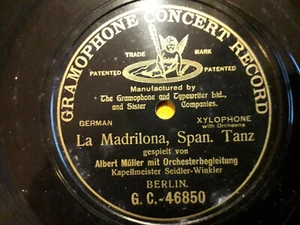 GRAMOPHONE CONCERT RECORD
TRADE MARK
PATENTED PATENTED
Manufactured by
The Gramophone and Typewriter Ltd.,
and Sister Companies.
GERMAN XYLOPHONE
with Orchestra
La Madrilona, Span. Tanz
gespielt von
Albert Müller mit Orchesterbegleitung
Kapellmeister Seidler-Winkler
BERLIN.
G. C.-46850